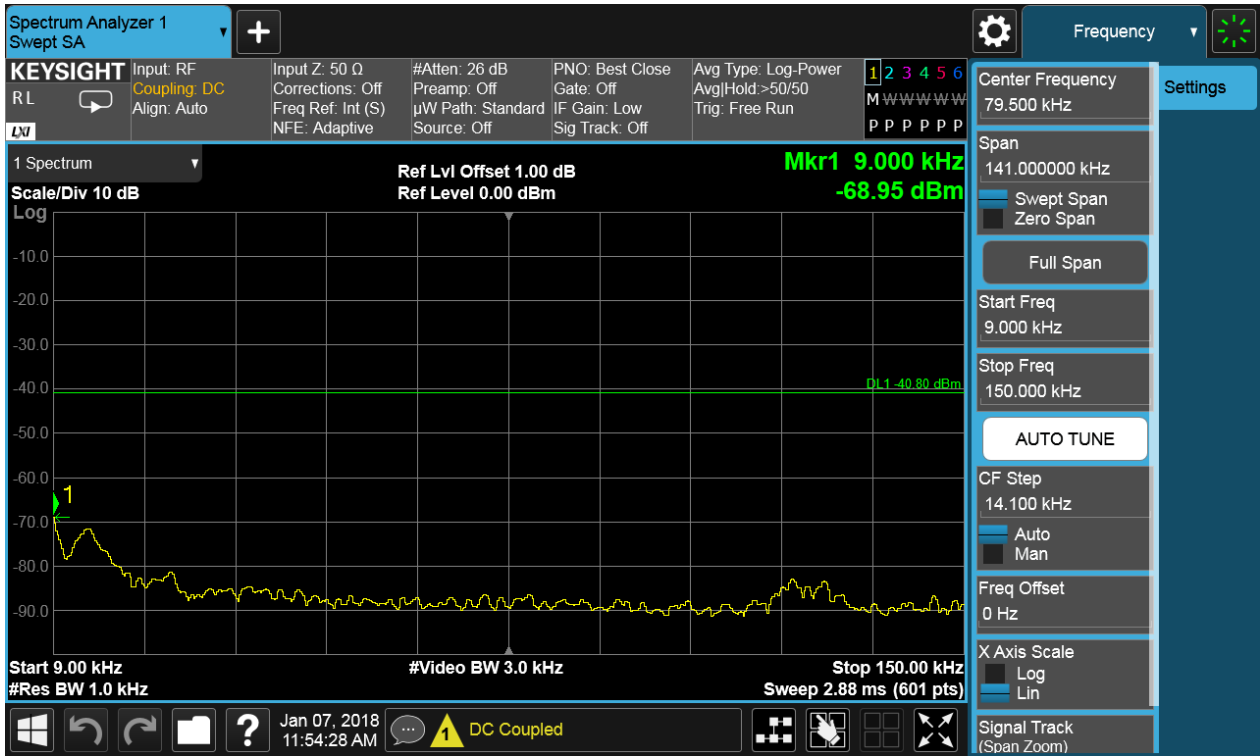 Spectrum Analyzer 1
Swept SA
+
Frequency
KEYSIGHT
RL
LXI
Input: RF
Coupling: DC
Align: Auto
Input Z: 50 Ω
Corrections: Off
Freq Ref: Int (S)
NFE: Adaptive
#Atten: 26 dB
Preamp: Off
µW Path: Standard
Source: Off
PNO: Best Close
Gate: Off
IF Gain: Low
Sig Track: Off
Avg Type: Log-Power
Avg|Hold:>50/50
Trig: Free Run
1 2 3 4 5 6
M W W W W W
P P P P P P
Center Frequency
79.500 kHz
Settings
Span
141.000000 kHz
Swept Span
Zero Span
Full Span
Start Freq
9.000 kHz
Stop Freq
150.000 kHz
AUTO TUNE
CF Step
14.100 kHz
Auto
Man
Freq Offset
0 Hz
X Axis Scale
Log
Lin
Signal Track
(Span Zoom)
1 Spectrum
Scale/Div 10 dB
Log
Ref Lvl Offset 1.00 dB
Ref Level 0.00 dBm
Mkr1 9.000 kHz
-68.95 dBm
-10.0
-20.0
-30.0
-40.0
DL1 -40.80 dBm
-50.0
-60.0
1
-70.0
-80.0
-90.0
Start 9.00 kHz
#Video BW 3.0 kHz
Stop 150.00 kHz
#Res BW 1.0 kHz
Sweep 2.88 ms (601 pts)
?
Jan 07, 2018
11:54:28 AM
1
DC Coupled